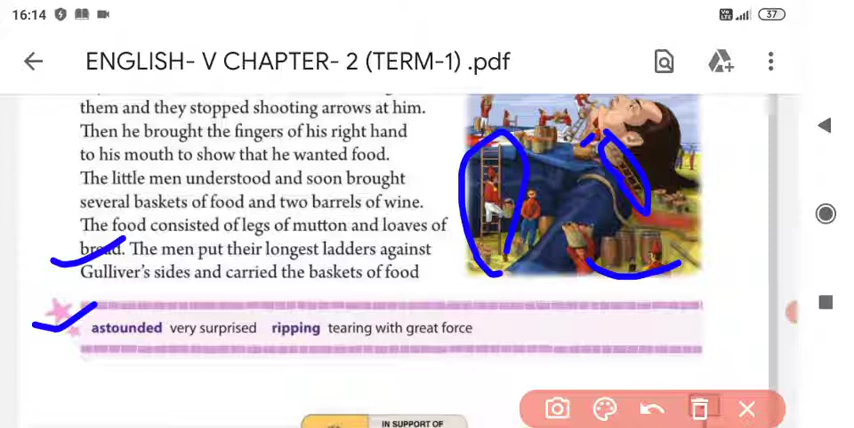 16:14
37
ENGLISH- V CHAPTER- 2 (TERM-1) .pdf
them and they stopped shooting arrows at him.
Then he brought the fingers of his right hand
to his mouth to show that he wanted food.
The little men understood and soon brought
several baskets of food and two barrels of wine.
The food consisted of legs of mutton and loaves of
bread. The men put their longest ladders against
Gulliver's sides and carried the baskets of food
astounded very surprised ripping tearing with great force
IN SUPPORT OF